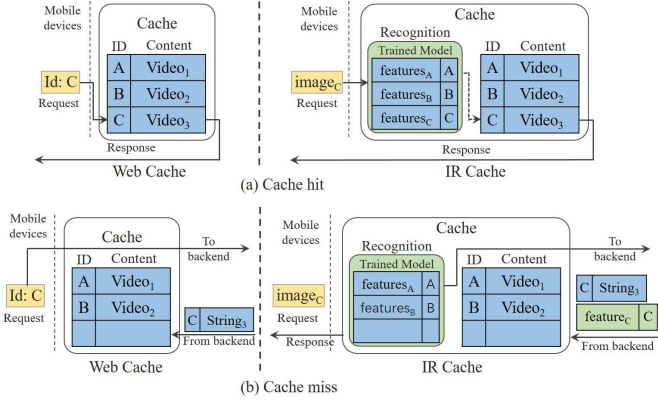 Mobile
devices
Cache
ID Content
A Video1
B Video2
C Video3
Id: C
Request
Response
Web Cache
Mobile
devices
Cache
Recognition
Trained Model
featuresA A
featuresB B
featuresC C
ID Content
A Video1
B Video2
C Video3
imageC
Request
Response
IR Cache
(a) Cache hit
Mobile
devices
Cache
To
backend
ID Content
A Video1
B Video2
Id: C
Request
C String3
From backend
Web Cache
Mobile
devices
Cache
Recognition
Trained Model
featuresA A
featuresB B
ID Content
A Video1
B Video2
To
backend
imageC
Request
Response
C String3
featureC C
From backend
IR Cache
(b) Cache miss